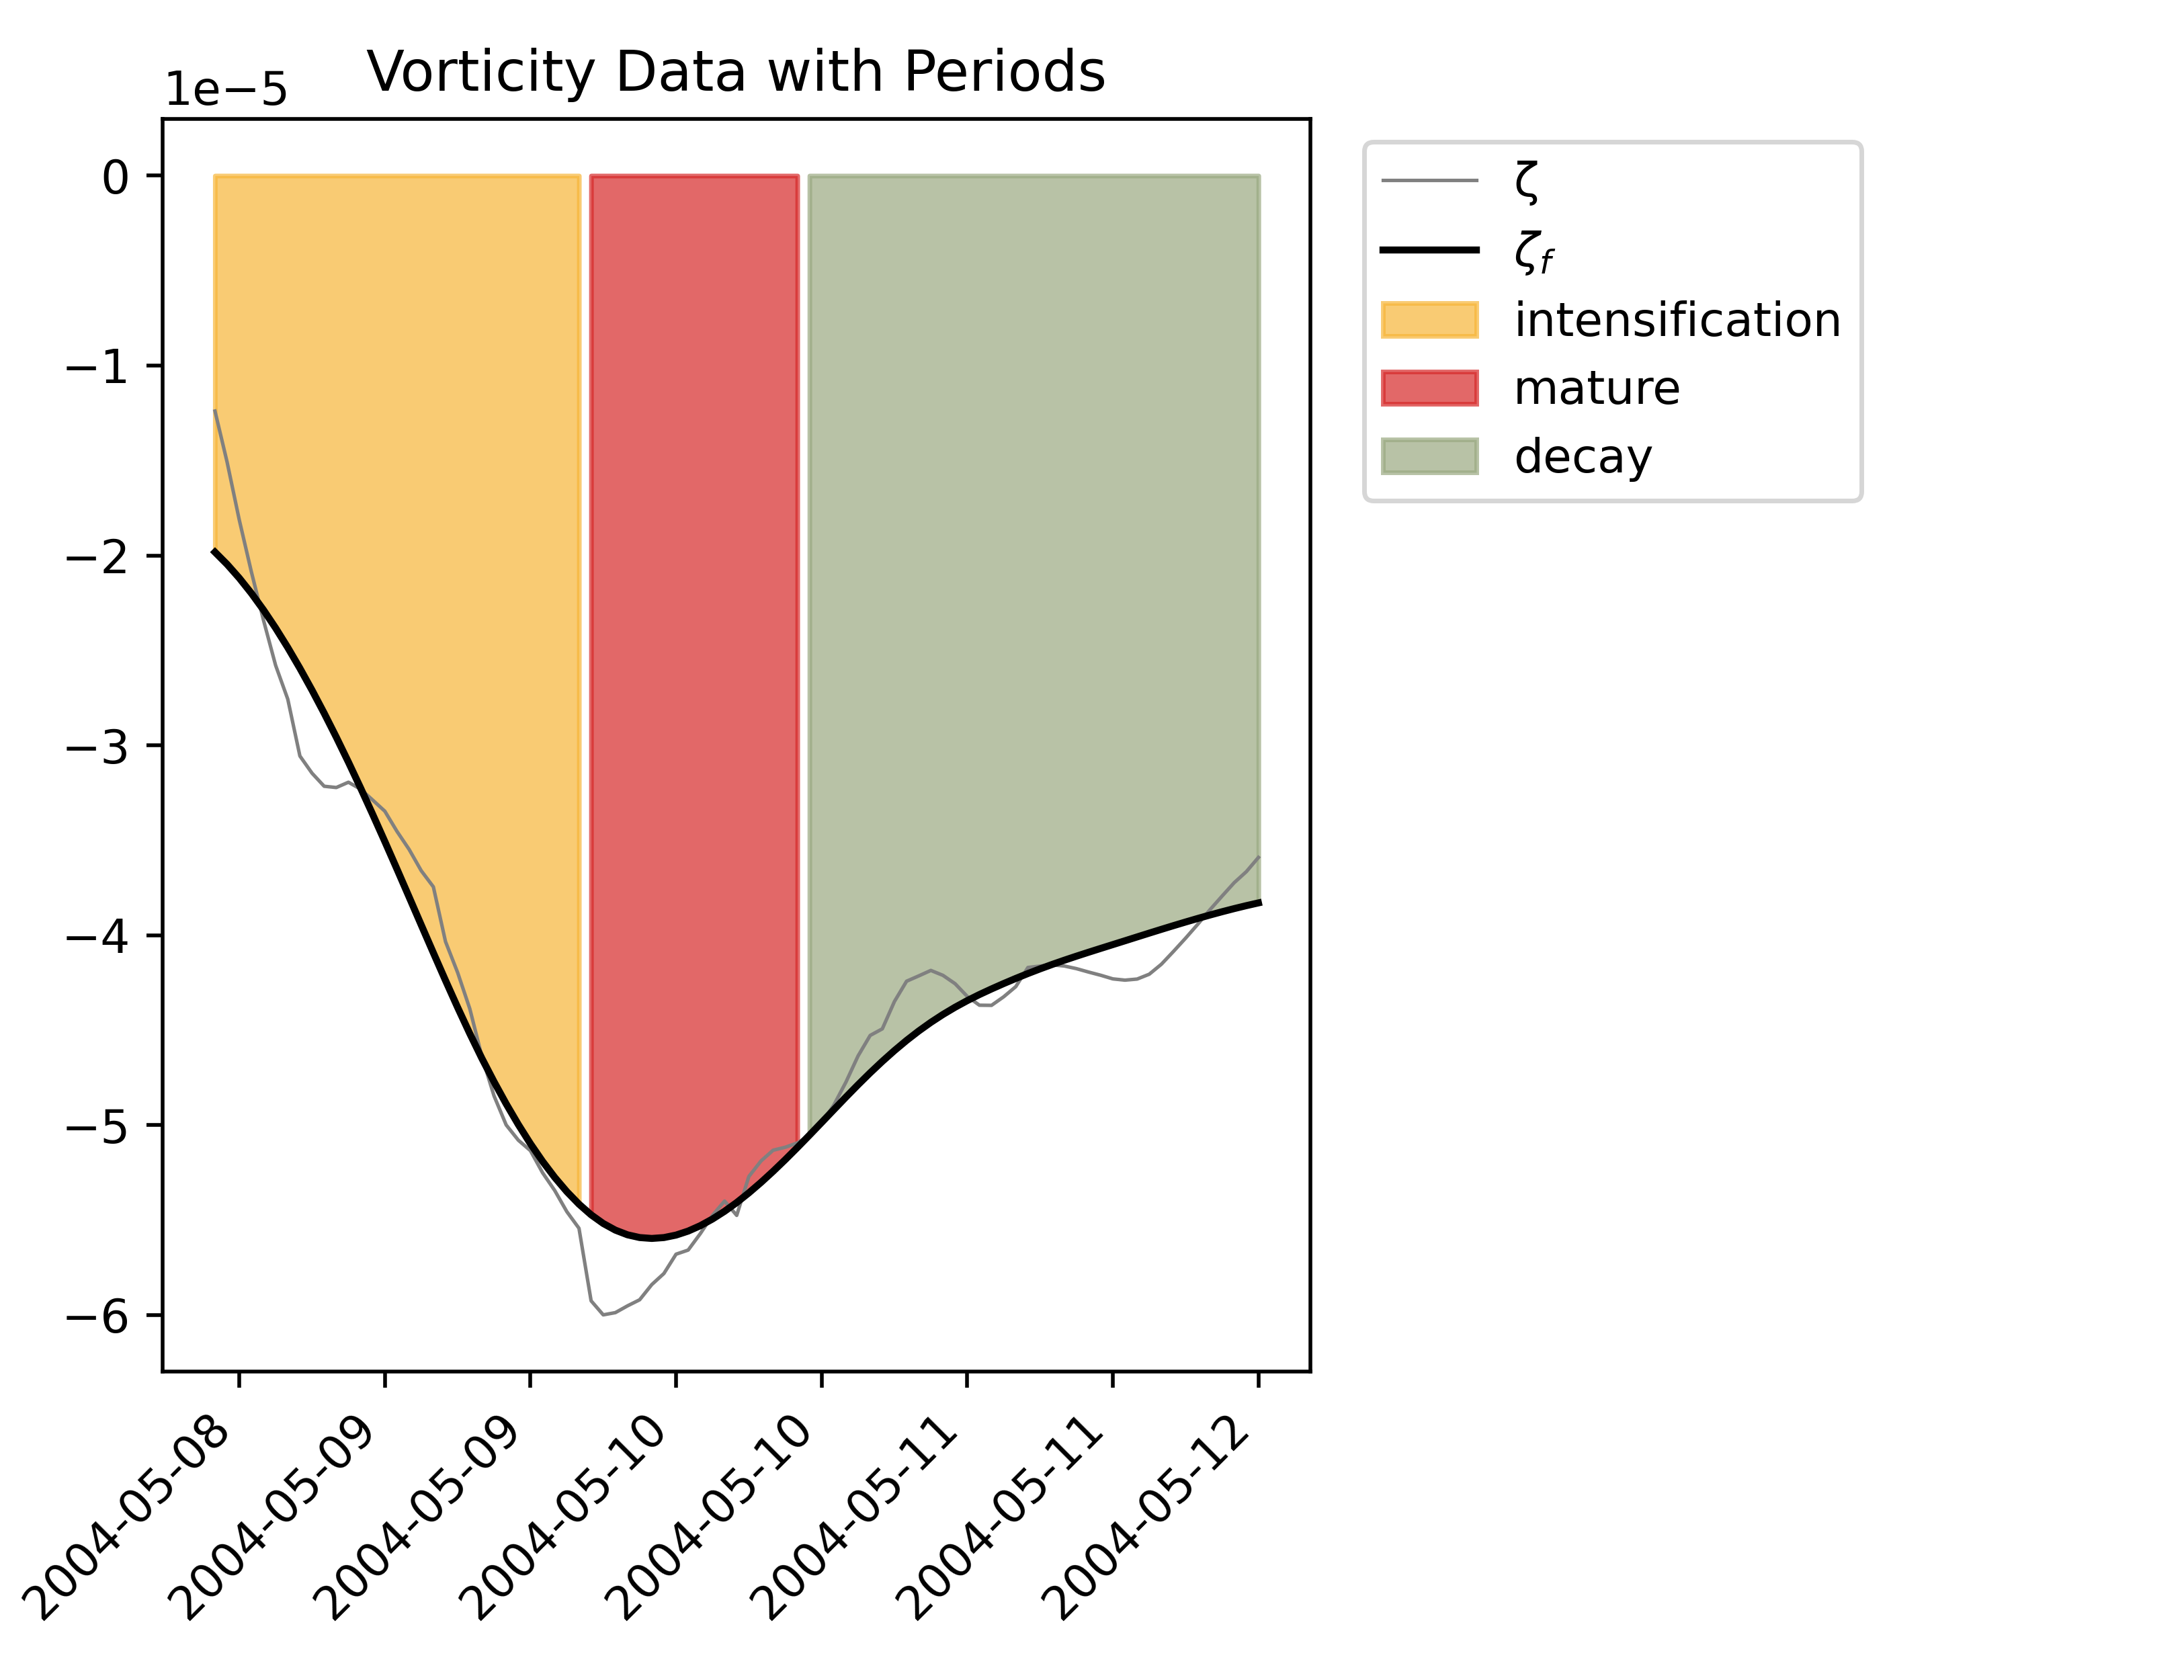 Vorticity Data with Periods
1e−5
0
−1
−2
−3
−4
−5
−6
2004-05-08
2004-05-09
2004-05-09
2004-05-10
2004-05-10
2004-05-11
2004-05-11
2004-05-12
ζ
ζf
intensification
mature
decay